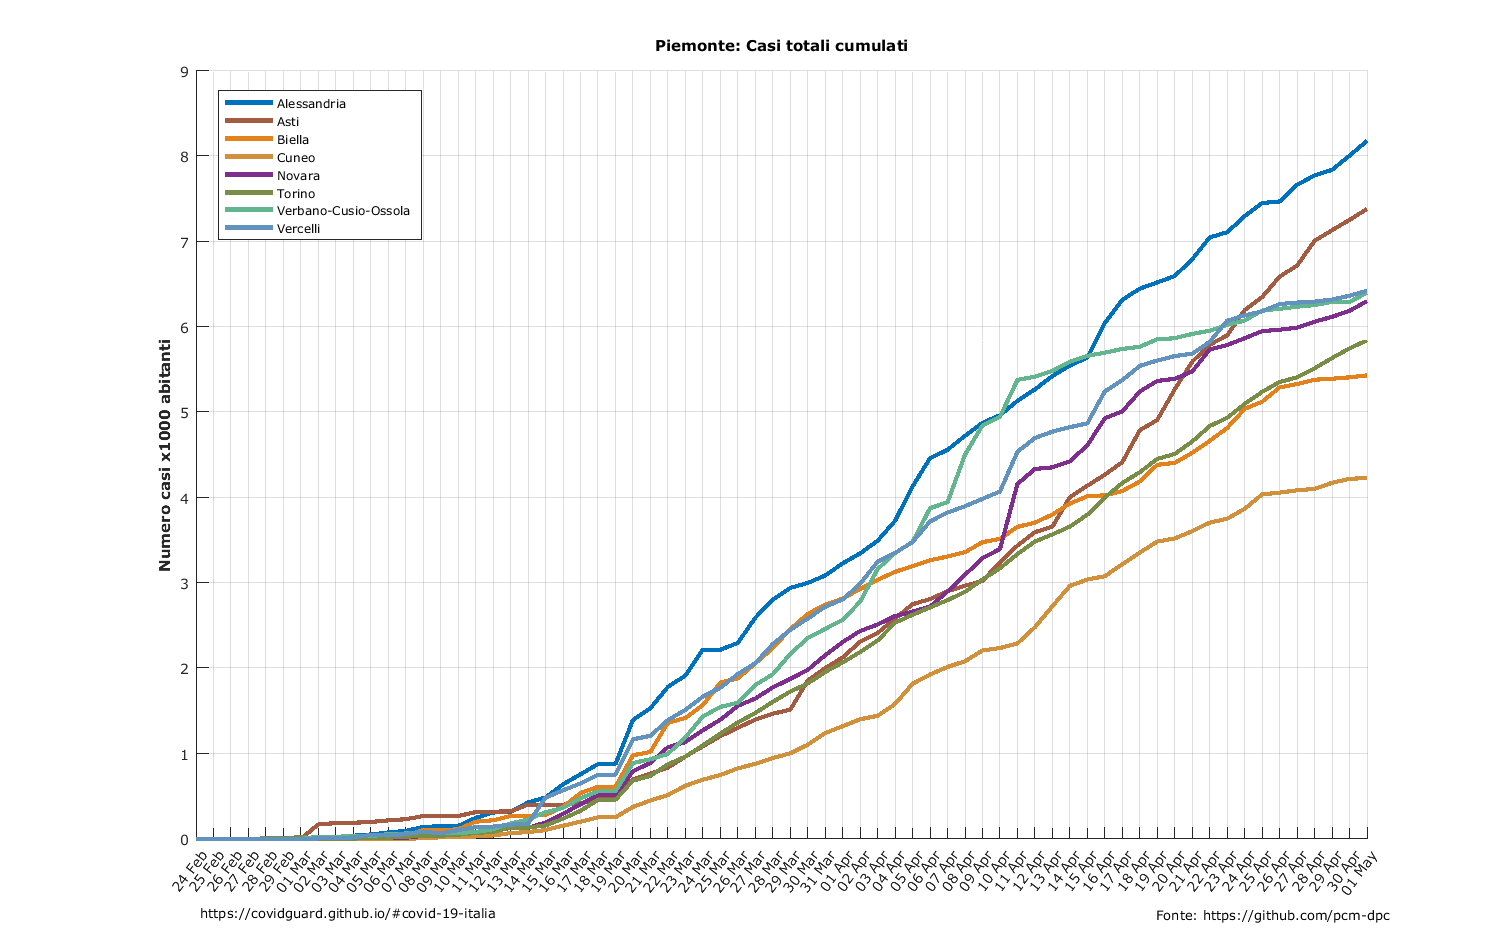 Piemonte: Casi totali cumulati
Numero casi x1000 abitanti
9
8
7
6
5
4
3
2
1
0
Alessandria
Asti
Biella
Cuneo
Novara
Torino
Verbano-Cusio-Ossola
Vercelli
24 Feb
25 Feb
26 Feb
27 Feb
28 Feb
29 Feb
01 Mar
02 Mar
03 Mar
04 Mar
05 Mar
06 Mar
07 Mar
08 Mar
09 Mar
10 Mar
11 Mar
12 Mar
13 Mar
14 Mar
15 Mar
16 Mar
17 Mar
18 Mar
19 Mar
20 Mar
21 Mar
22 Mar
23 Mar
24 Mar
25 Mar
26 Mar
27 Mar
28 Mar
29 Mar
30 Mar
31 Mar
01 Apr
02 Apr
03 Apr
04 Apr
05 Apr
06 Apr
07 Apr
08 Apr
09 Apr
10 Apr
11 Apr
12 Apr
13 Apr
14 Apr
15 Apr
16 Apr
17 Apr
18 Apr
19 Apr
20 Apr
21 Apr
22 Apr
23 Apr
24 Apr
25 Apr
26 Apr
27 Apr
28 Apr
29 Apr
30 Apr
01 May
https://covidguard.github.io/#covid-19-italia
Fonte: https://github.com/pcm-dpc